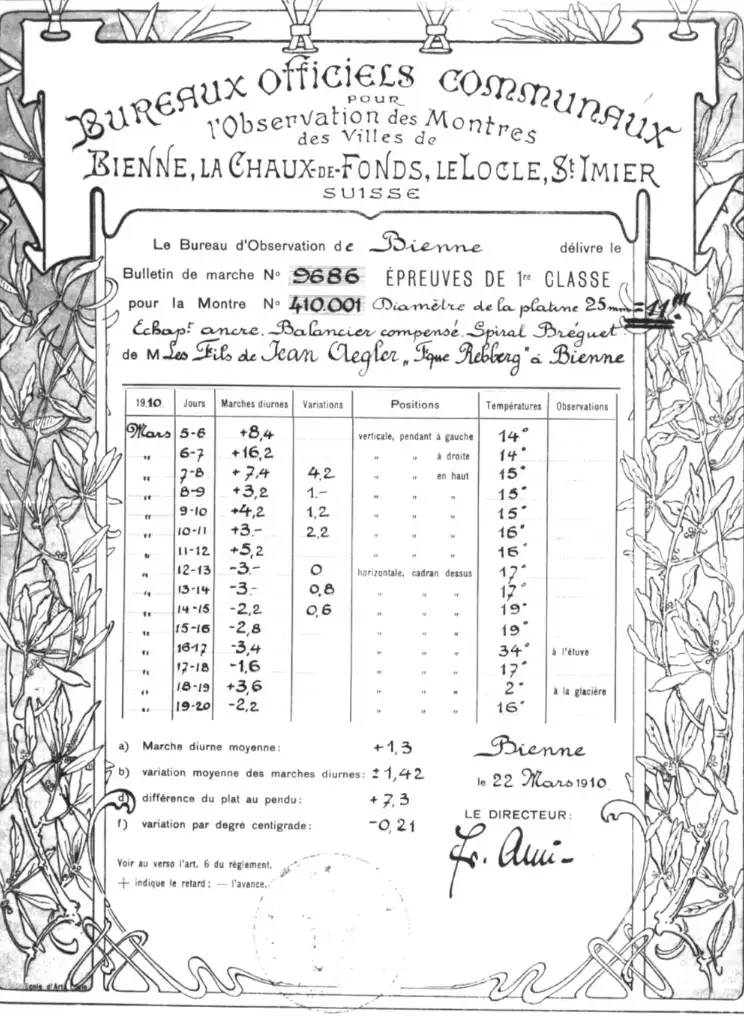 BUREAUX OFFICIELS COMMUNAUX
POUR
l'Observation des Montres
des Villes de
BIENNE, LA CHAUX-DE-FONDS, LE LOCLE, St IMIER
SUISSE
Le Bureau d'Observation de Bienne délivre le
Bulletin de marche No 9686 ÉPREUVES DE 1re CLASSE
pour la Montre No 410.001 Diamètre de la platine 25 mm = 11'''
Échapt ancre. Balancier compensé. Spiral Bréguet
de M Les Fils de Jean Aegler, "Fque Rebberg" à Bienne
1910. Jours Marches diurnes Variations Positions Températures Observations
Mars 5-6 +8,4 verticale, pendant à gauche 14°
" 6-7 +16,2 " " à droite 14°
" 7-8 +7,4 4,2 " " en haut 15°
" 8-9 +3,2 1.- " " " 15°
" 9-10 +4,2 1,2 " " " 15°
" 10-11 +3.- 2,2 " " " 16°
11-12 +5,2 " " " 16°
" 12-13 -3.- 0 horizontale, cadran dessus 17°
" 13-14 -3.- 0,8 " " " 17°
" 14-15 -2,2 0,6 " " " 19°
" 15-16 -2,8 " " " 19°
" 16-17 -3,4 " " " 34° à l'étuve
" 17-18 -1,6 " " " 17°
" 18-19 +3,6 " " " 2° à la glacière
" 19-20 -2,2 " " " 16°
a) Marche diurne moyenne: +1,3
b) variation moyenne des marches diurnes: ±1,42
d) différence du plat au pendu: +7,3
f) variation par degré centigrade: -0,21
Bienne
le 22 Mars 1910.
LE DIRECTEUR:
Voir au verso l'art. 6 du règlement.
+ indique le retard; — l'avance.